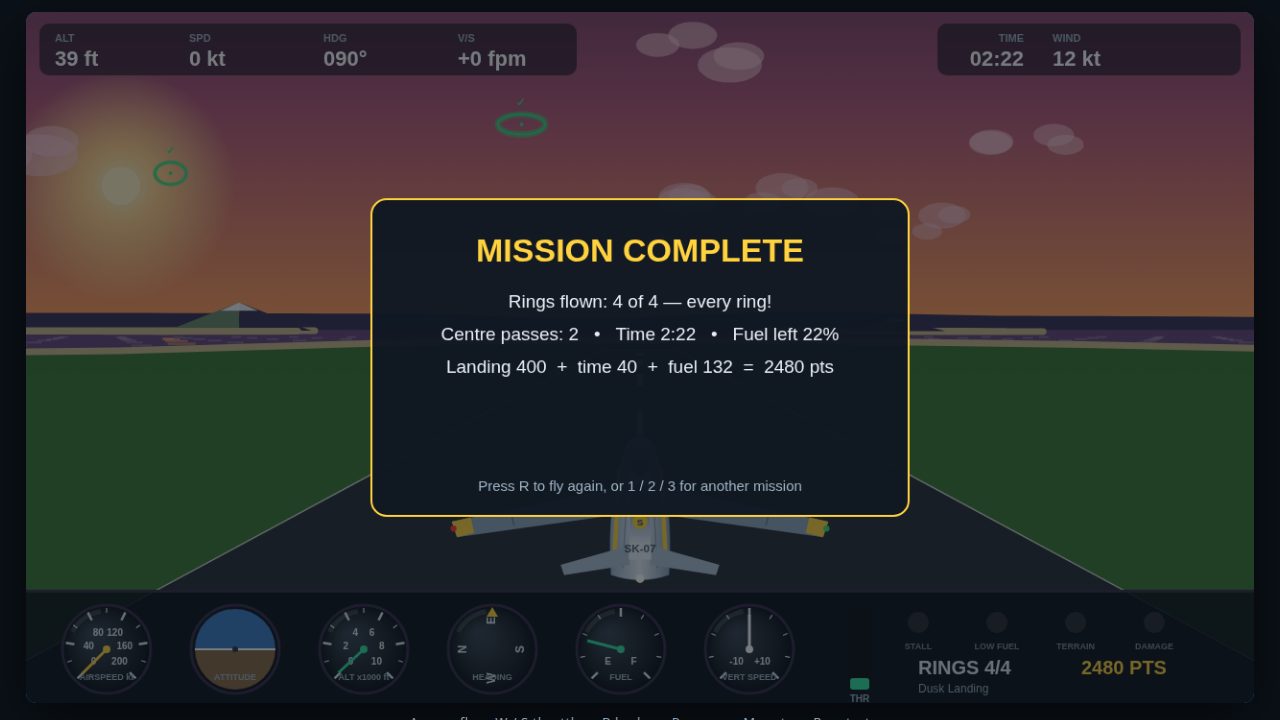 ALT SPD HDG V/S TIME WIND
39 ft 0 kt 090° +0 fpm 02:22 12 kt
MISSION COMPLETE
Rings flown: 4 of 4 — every ring!
Centre passes: 2 • Time 2:22 • Fuel left 22%
Landing 400 + time 40 + fuel 132 = 2480 pts
Press R to fly again, or 1 / 2 / 3 for another mission
S
SK-07
80 120
40 160
0 200
AIRSPEED kt
ATTITUDE
4 6
2 8
0 10
ALT x1000 ft
E
N S
W
HEADING
E F
FUEL
-10 +10
VERT SPEED
THR
STALL LOW FUEL TERRAIN DAMAGE
RINGS 4/4 2480 PTS
Dusk Landing